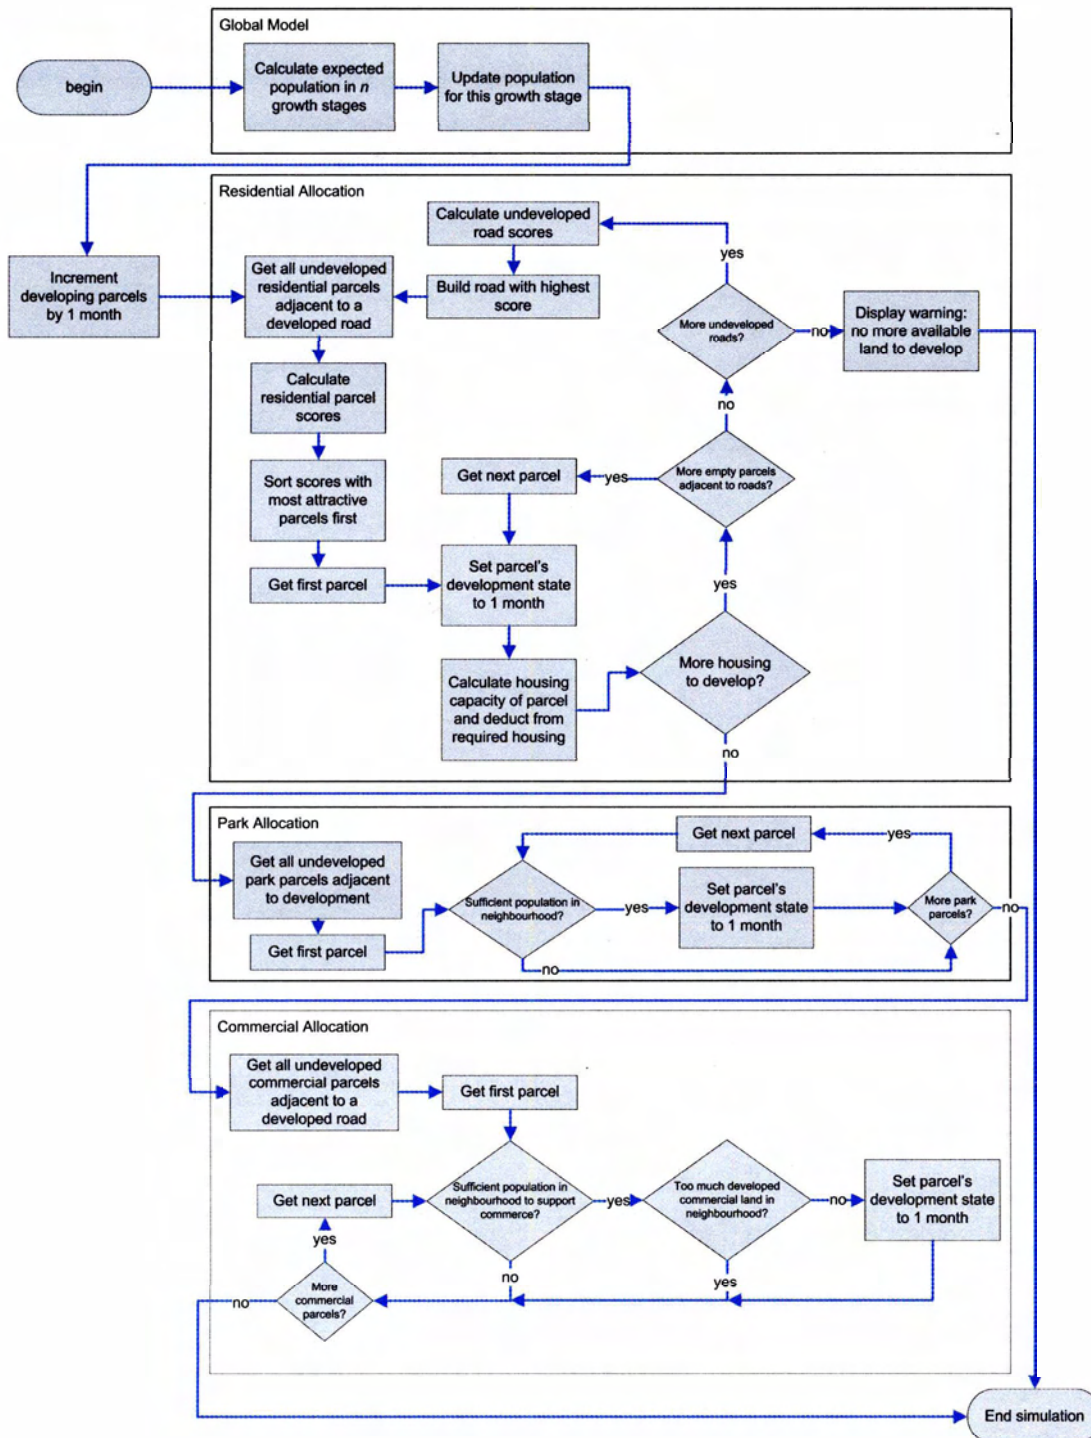 Global Model
begin
Calculate expected
population in n
growth stages
Update population
for this growth stage
Residential Allocation
Increment
developing parcels
by 1 month
Calculate undeveloped
road scores
Build road with highest
score
Get all undeveloped
residential parcels
adjacent to a
developed road
yes
More undeveloped
roads?
no
Display warning:
no more available
land to develop
Calculate
residential parcel
scores
no
Sort scores with
most attractive
parcels first
Get next parcel
yes
More empty parcels
adjacent to roads?
Get first parcel
Set parcel's
development state
to 1 month
yes
Calculate housing
capacity of parcel
and deduct from
required housing
More housing
to develop?
no
Park Allocation
Get all undeveloped
park parcels adjacent
to development
Get first parcel
Sufficient population in
neighbourhood?
yes
Set parcel's
development state
to 1 month
Get next parcel
yes
More park
parcels?
no
no
Commercial Allocation
Get all undeveloped
commercial parcels
adjacent to a
developed road
Get first parcel
Get next parcel
Sufficient population in
neighbourhood to support
commerce?
yes
Too much developed
commercial land in
neighbourhood?
no
Set parcel's
development state
to 1 month
yes
no
yes
More
commercial
parcels?
no
End simulation